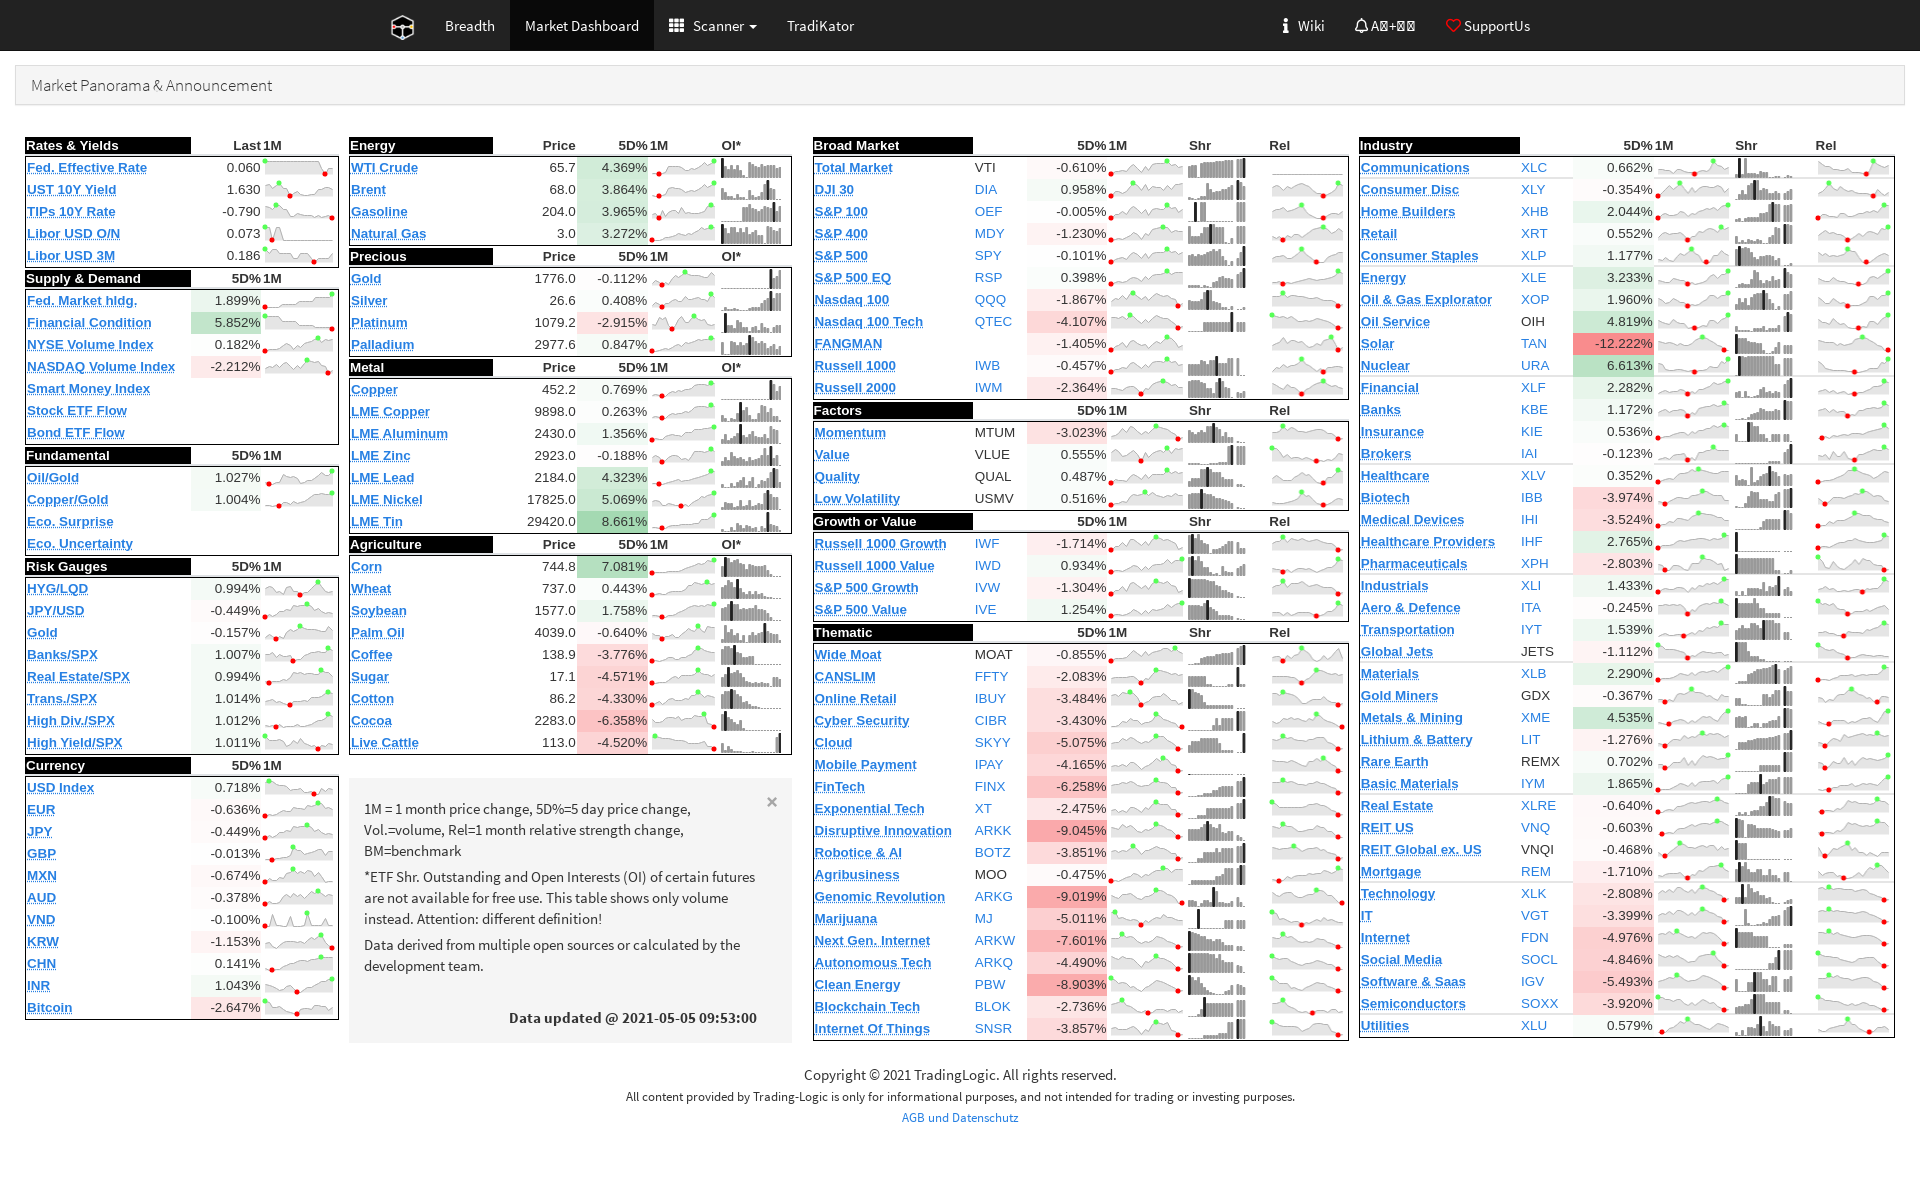 Breadth Market Dashboard Scanner TradiKator Wiki SupportUs
Market Panorama & Announcement
Rates & Yields Last 1M
Fed. Effective Rate 0.060
UST 10Y Yield 1.630
TIPs 10Y Rate -0.790
Libor USD O/N 0.073
Libor USD 3M 0.186
Supply & Demand 5D% 1M
Fed. Market hldg. 1.899%
Financial Condition 5.852%
NYSE Volume Index 0.182%
NASDAQ Volume Index -2.212%
Smart Money Index
Stock ETF Flow
Bond ETF Flow
Fundamental 5D% 1M
Oil/Gold 1.027%
Copper/Gold 1.004%
Eco. Surprise
Eco. Uncertainty
Risk Gauges 5D% 1M
HYG/LQD 0.994%
JPY/USD -0.449%
Gold -0.157%
Banks/SPX 1.007%
Real Estate/SPX 0.994%
Trans./SPX 1.014%
High Div./SPX 1.012%
High Yield/SPX 1.011%
Currency 5D% 1M
USD Index 0.718%
EUR -0.636%
JPY -0.449%
GBP -0.013%
MXN -0.674%
AUD -0.378%
VND -0.100%
KRW -1.153%
CHN 0.141%
INR 1.043%
Bitcoin -2.647%
Energy Price 5D% 1M OI*
WTI Crude 65.7 4.369%
Brent 68.0 3.864%
Gasoline 204.0 3.965%
Natural Gas 3.0 3.272%
Precious Price 5D% 1M OI*
Gold 1776.0 -0.112%
Silver 26.6 0.408%
Platinum 1079.2 -2.915%
Palladium 2977.6 0.847%
Metal Price 5D% 1M OI*
Copper 452.2 0.769%
LME Copper 9898.0 0.263%
LME Aluminum 2430.0 1.356%
LME Zinc 2923.0 -0.188%
LME Lead 2184.0 4.323%
LME Nickel 17825.0 5.069%
LME Tin 29420.0 8.661%
Agriculture Price 5D% 1M OI*
Corn 744.8 7.081%
Wheat 737.0 0.443%
Soybean 1577.0 1.758%
Palm Oil 4039.0 -0.640%
Coffee 138.9 -3.776%
Sugar 17.1 -4.571%
Cotton 86.2 -4.330%
Cocoa 2283.0 -6.358%
Live Cattle 113.0 -4.520%
×
1M = 1 month price change, 5D%=5 day price change,
Vol.=volume, Rel=1 month relative strength change,
BM=benchmark
*ETF Shr. Outstanding and Open Interests (OI) of certain futures
are not available for free use. This table shows only volume
instead. Attention: different definition!
Data derived from multiple open sources or calculated by the
development team.
Data updated @ 2021-05-05 09:53:00
Broad Market 5D% 1M Shr Rel
Total Market VTI -0.610%
DJI 30 DIA 0.958%
S&P 100 OEF -0.005%
S&P 400 MDY -1.230%
S&P 500 SPY -0.101%
S&P 500 EQ RSP 0.398%
Nasdaq 100 QQQ -1.867%
Nasdaq 100 Tech QTEC -4.107%
FANGMAN -1.405%
Russell 1000 IWB -0.457%
Russell 2000 IWM -2.364%
Factors 5D% 1M Shr Rel
Momentum MTUM -3.023%
Value VLUE 0.555%
Quality QUAL 0.487%
Low Volatility USMV 0.516%
Growth or Value 5D% 1M Shr Rel
Russell 1000 Growth IWF -1.714%
Russell 1000 Value IWD 0.934%
S&P 500 Growth IVW -1.304%
S&P 500 Value IVE 1.254%
Thematic 5D% 1M Shr Rel
Wide Moat MOAT -0.855%
CANSLIM FFTY -2.083%
Online Retail IBUY -3.484%
Cyber Security CIBR -3.430%
Cloud SKYY -5.075%
Mobile Payment IPAY -4.165%
FinTech FINX -6.258%
Exponential Tech XT -2.475%
Disruptive Innovation ARKK -9.045%
Robotice & AI BOTZ -3.851%
Agribusiness MOO -0.475%
Genomic Revolution ARKG -9.019%
Marijuana MJ -5.011%
Next Gen. Internet ARKW -7.601%
Autonomous Tech ARKQ -4.490%
Clean Energy PBW -8.903%
Blockchain Tech BLOK -2.736%
Internet Of Things SNSR -3.857%
Industry 5D% 1M Shr Rel
Communications XLC 0.662%
Consumer Disc XLY -0.354%
Home Builders XHB 2.044%
Retail XRT 0.552%
Consumer Staples XLP 1.177%
Energy XLE 3.233%
Oil & Gas Explorator XOP 1.960%
Oil Service OIH 4.819%
Solar TAN -12.222%
Nuclear URA 6.613%
Financial XLF 2.282%
Banks KBE 1.172%
Insurance KIE 0.536%
Brokers IAI -0.123%
Healthcare XLV 0.352%
Biotech IBB -3.974%
Medical Devices IHI -3.524%
Healthcare Providers IHF 2.765%
Pharmaceuticals XPH -2.803%
Industrials XLI 1.433%
Aero & Defence ITA -0.245%
Transportation IYT 1.539%
Global Jets JETS -1.112%
Materials XLB 2.290%
Gold Miners GDX -0.367%
Metals & Mining XME 4.535%
Lithium & Battery LIT -1.276%
Rare Earth REMX 0.702%
Basic Materials IYM 1.865%
Real Estate XLRE -0.640%
REIT US VNQ -0.603%
REIT Global ex. US VNQI -0.468%
Mortgage REM -1.710%
Technology XLK -2.808%
IT VGT -3.399%
Internet FDN -4.976%
Social Media SOCL -4.846%
Software & Saas IGV -5.493%
Semiconductors SOXX -3.920%
Utilities XLU 0.579%
Copyright © 2021 TradingLogic. All rights reserved.
All content provided by Trading-Logic is only for informational purposes, and not intended for trading or investing purposes.
AGB und Datenschutz